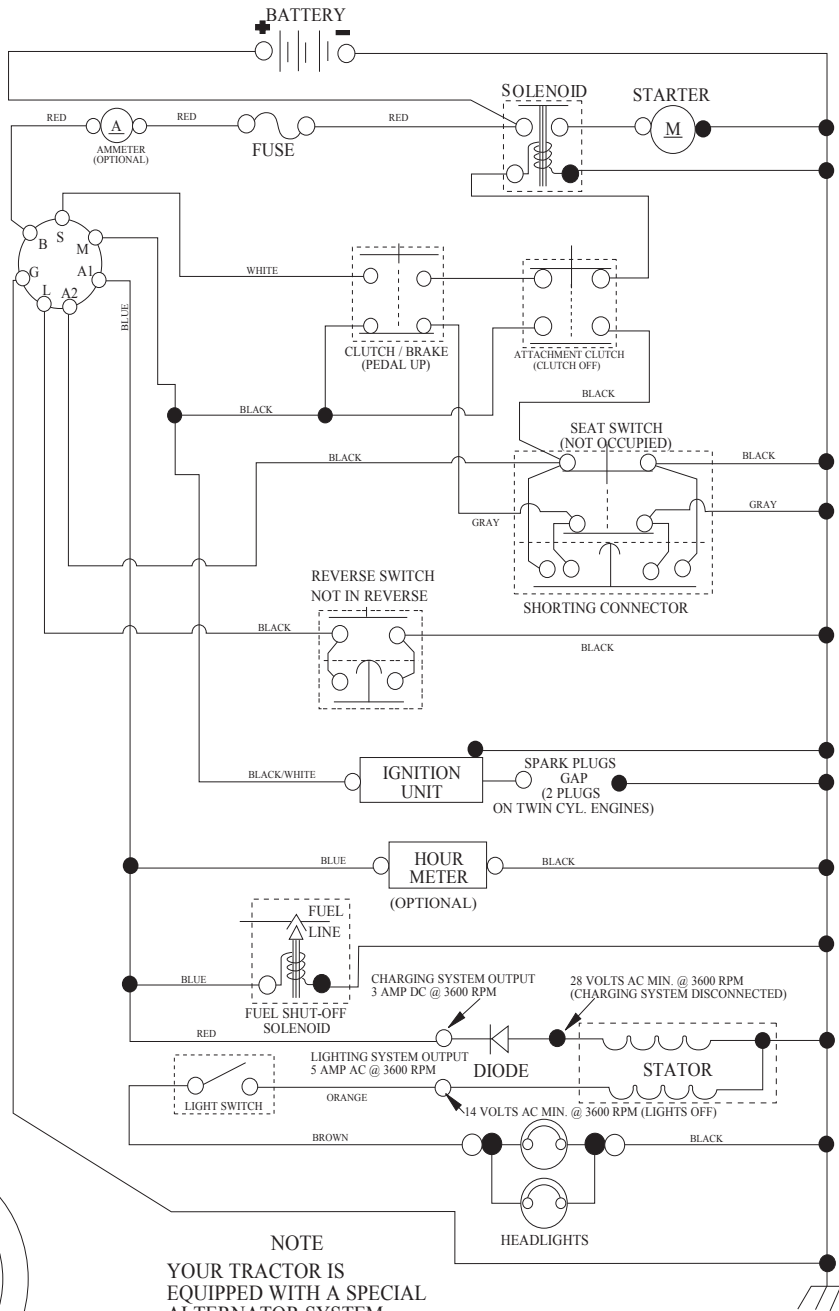 BATTERY
+
-
SOLENOID
STARTER
RED
A
RED
RED
M
AMMETER
(OPTIONAL)
FUSE
B
S
M
G
A1
L
A2
BLUE
WHITE
CLUTCH / BRAKE
(PEDAL UP)
ATTACHMENT CLUTCH
(CLUTCH OFF)
BLACK
BLACK
SEAT SWITCH
(NOT OCCUPIED)
BLACK
BLACK
GRAY
GRAY
SHORTING CONNECTOR
REVERSE SWITCH
NOT IN REVERSE
BLACK
BLACK
BLACK/WHITE
IGNITION
UNIT
SPARK PLUGS
GAP
(2 PLUGS
ON TWIN CYL. ENGINES)
BLUE
HOUR
METER
BLACK
(OPTIONAL)
FUEL
LINE
BLUE
FUEL SHUT-OFF
SOLENOID
CHARGING SYSTEM OUTPUT
3 AMP DC @ 3600 RPM
28 VOLTS AC MIN. @ 3600 RPM
(CHARGING SYSTEM DISCONNECTED)
RED
LIGHTING SYSTEM OUTPUT
5 AMP AC @ 3600 RPM
DIODE
STATOR
LIGHT SWITCH
ORANGE
14 VOLTS AC MIN. @ 3600 RPM (LIGHTS OFF)
BROWN
BLACK
HEADLIGHTS
NOTE
YOUR TRACTOR IS
EQUIPPED WITH A SPECIAL
ALTERNATOR SYSTEM